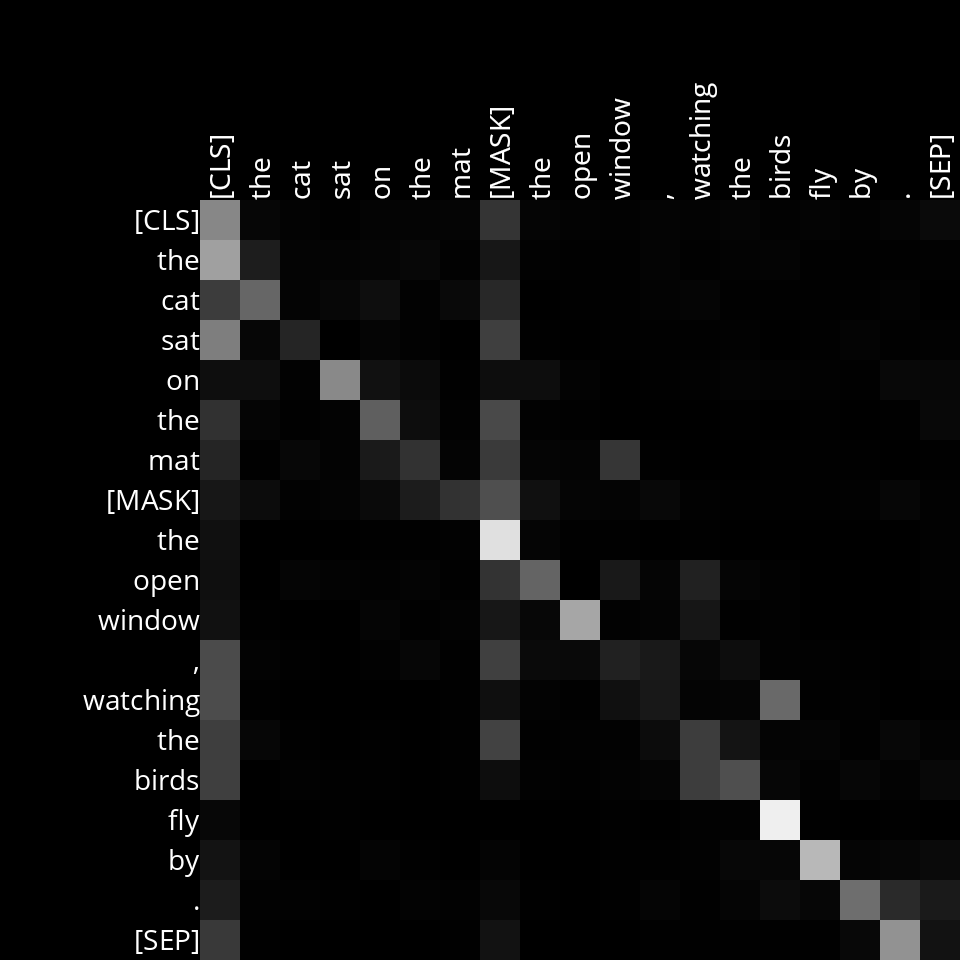 [CLS]
the
cat
sat
on
the
mat
[MASK]
the
open
window
,
watching
the
birds
fly
by
.
[SEP]
[CLS]
the
cat
sat
on
the
mat
[MASK]
the
open
window
,
watching
the
birds
fly
by
.
[SEP]